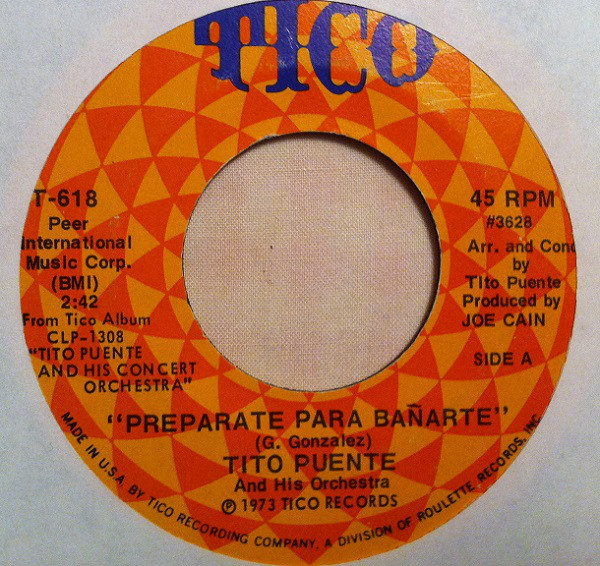 TICO
T-618
Peer
International
Music Corp.
(BMI)
2:42
From Tico Album
CLP-1308
"TITO PUENTE
AND HIS CONCERT
ORCHESTRA"
45 RPM
#3628
Arr. and Cond
by
Tito Puente
Produced by
JOE CAIN
SIDE A
"PREPARATE PARA BAÑARTE"
(G. Gonzalez)
TITO PUENTE
And His Orchestra
℗ 1973 TICO RECORDS
MADE IN U.S.A. BY TICO RECORDING COMPANY, A DIVISION OF ROULETTE RECORDS, INC.